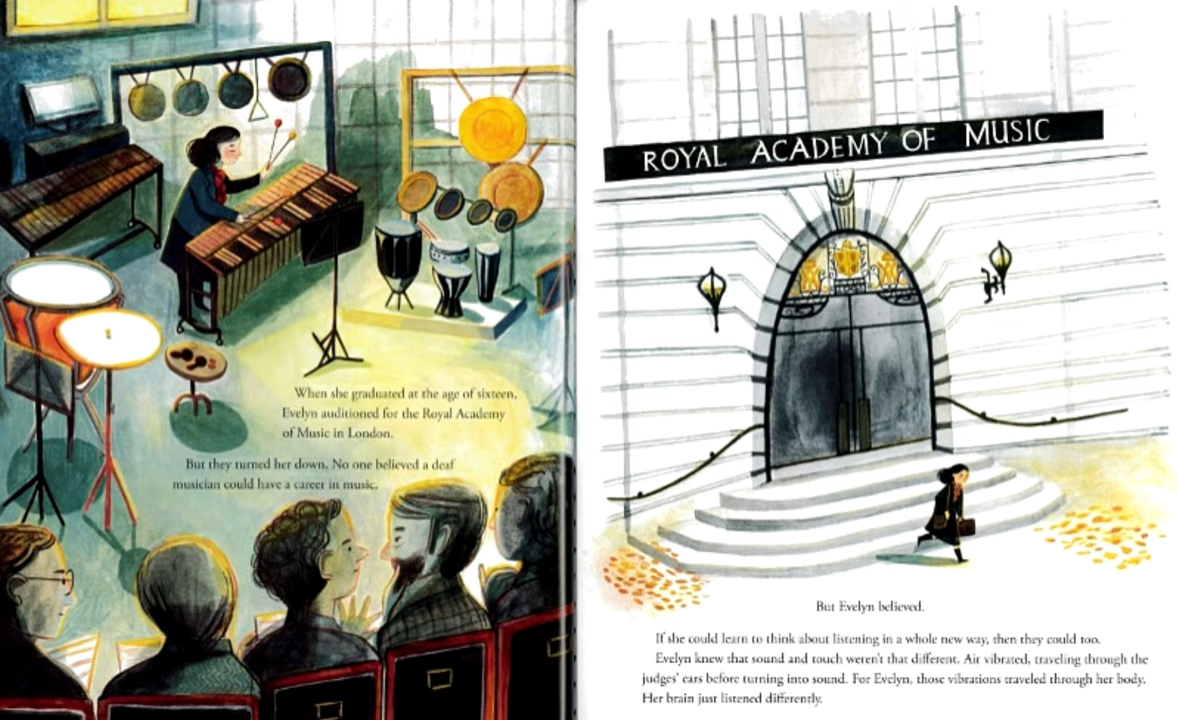 When she graduated at the age of sixteen,
Evelyn auditioned for the Royal Academy
of Music in London.
But they turned her down. No one believed a deaf
musician could have a career in music.
ROYAL ACADEMY OF MUSIC
But Evelyn believed.
If she could learn to think about listening in a whole new way, then they could too.
Evelyn knew that sound and touch weren't that different. Air vibrated, traveling through the
judges' ears before turning into sound. For Evelyn, those vibrations traveled through her body.
Her brain just listened differently.